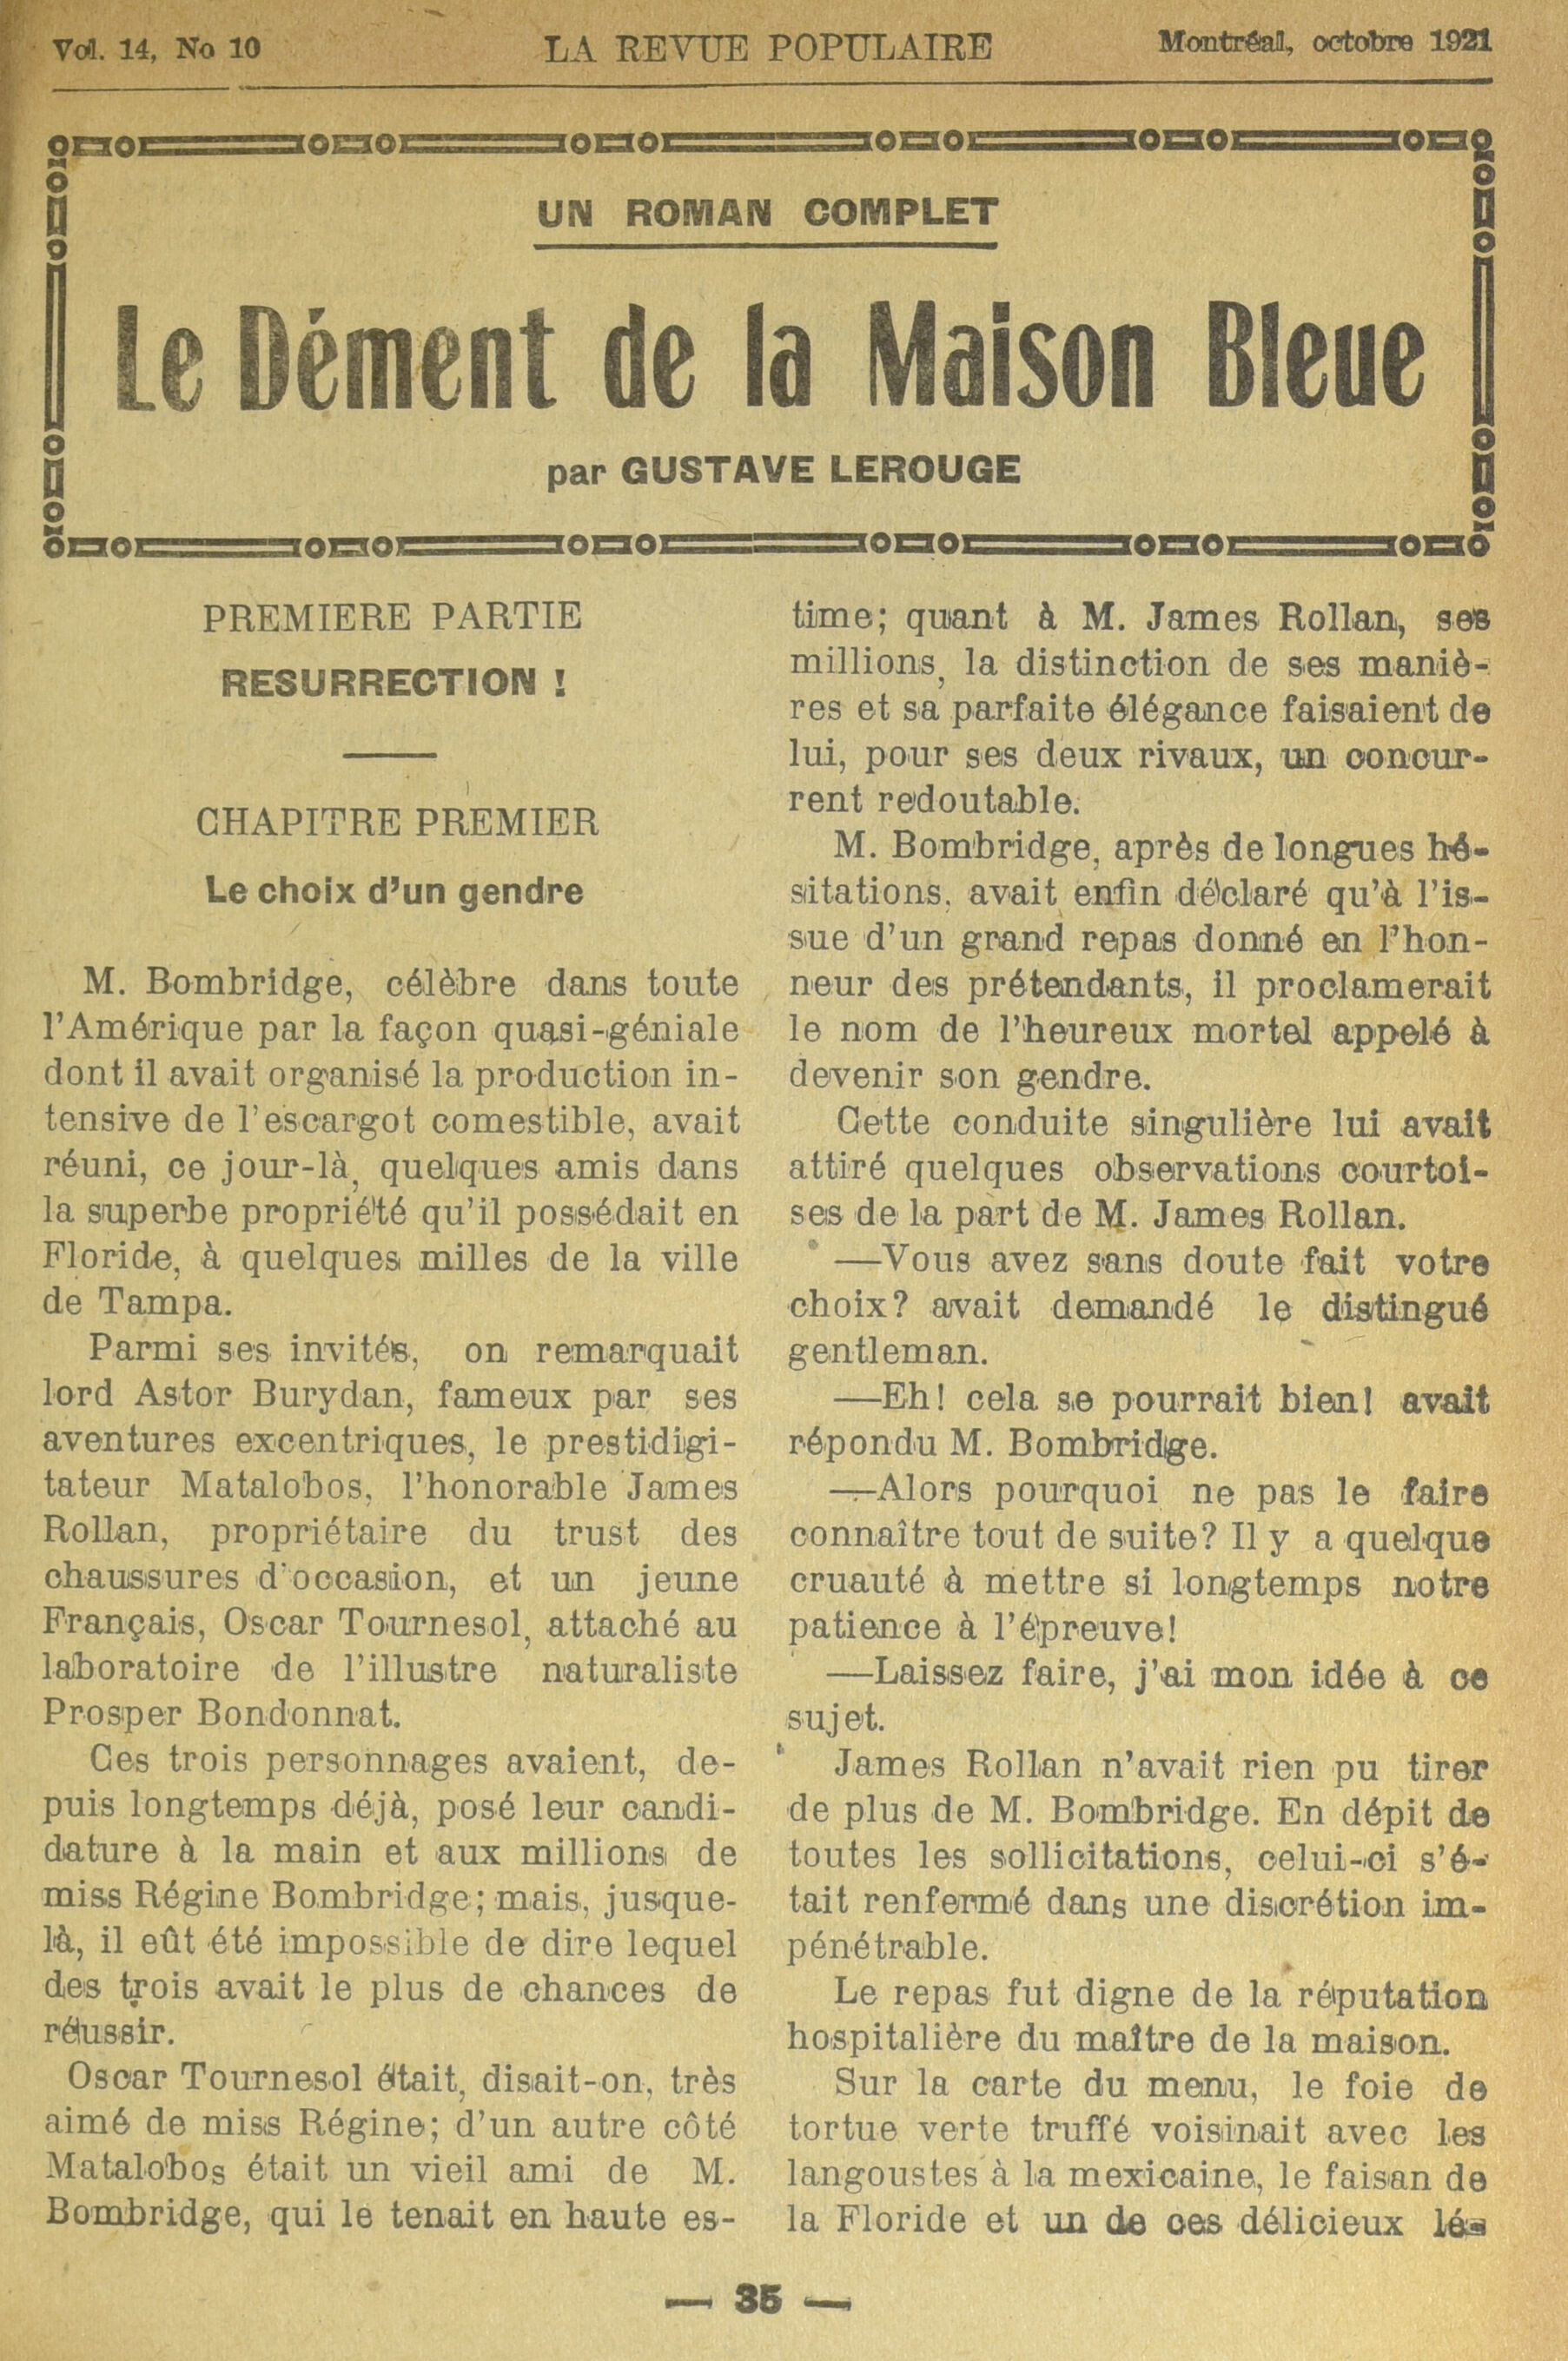 Vol. 14, No 10
LA REVUE POPULAIRE
Montréal, octobre 1921
UN ROMAN COMPLET
Le Dément de la Maison Bleue
par GUSTAVE LEROUGE
PREMIERE PARTIE
RESURRECTION !
CHAPITRE PREMIER
Le choix d'un gendre
M. Bombridge, célèbre dans toute
l'Amérique par la façon quasi-géniale
dont il avait organisé la production in-
tensive de l'escargot comestible, avait
réuni, ce jour-là, quelques amis dans
la superbe propriété qu'il possédait en
Floride, à quelques milles de la ville
de Tampa.
Parmi ses invités, on remarquait
lord Astor Burydan, fameux par ses
aventures excentriques, le prestidigi-
tateur Matalobos, l'honorable James
Rollan, propriétaire du trust des
chaussures d'occasion, et un jeune
Français, Oscar Tournesol, attaché au
laboratoire de l'illustre naturaliste
Prosper Bondonnat.
Ces trois personnages avaient, de-
puis longtemps déjà, posé leur candi-
dature à la main et aux millions de
miss Régine Bombridge; mais, jusque-
là, il eût été impossible de dire lequel
des trois avait le plus de chances de
réussir.
Oscar Tournesol était, disait-on, très
aimé de miss Régine; d'un autre côté
Matalobos était un vieil ami de M.
Bombridge, qui le tenait en haute es-
time; quant à M. James Rollan, ses
millions, la distinction de ses maniè-
res et sa parfaite élégance faisaient de
lui, pour ses deux rivaux, un concur-
rent redoutable.
M. Bombridge, après de longues hé-
sitations, avait enfin déclaré qu'à l'is-
sue d'un grand repas donné en l'hon-
neur des prétendants, il proclamerait
le nom de l'heureux mortel appelé à
devenir son gendre.
Cette conduite singulière lui avait
attiré quelques observations courtoi-
ses de la part de M. James Rollan.
—Vous avez sans doute fait votre
choix? avait demandé le distingué
gentleman.
—Eh! cela se pourrait bien! avait
répondu M. Bombridge.
—Alors pourquoi ne pas le faire
connaître tout de suite? Il y a quelque
cruauté à mettre si longtemps notre
patience à l'épreuve!
—Laissez faire, j'ai mon idée à ce
sujet.
James Rollan n'avait rien pu tirer
de plus de M. Bombridge. En dépit de
toutes les sollicitations, celui-ci s'é-
tait renfermé dans une discrétion im-
pénétrable.
Le repas fut digne de la réputation
hospitalière du maître de la maison.
Sur la carte du menu, le foie de
tortue verte truffé voisinait avec les
langoustes à la mexicaine, le faisan de
la Floride et un de ces délicieux lé-
— 35 —